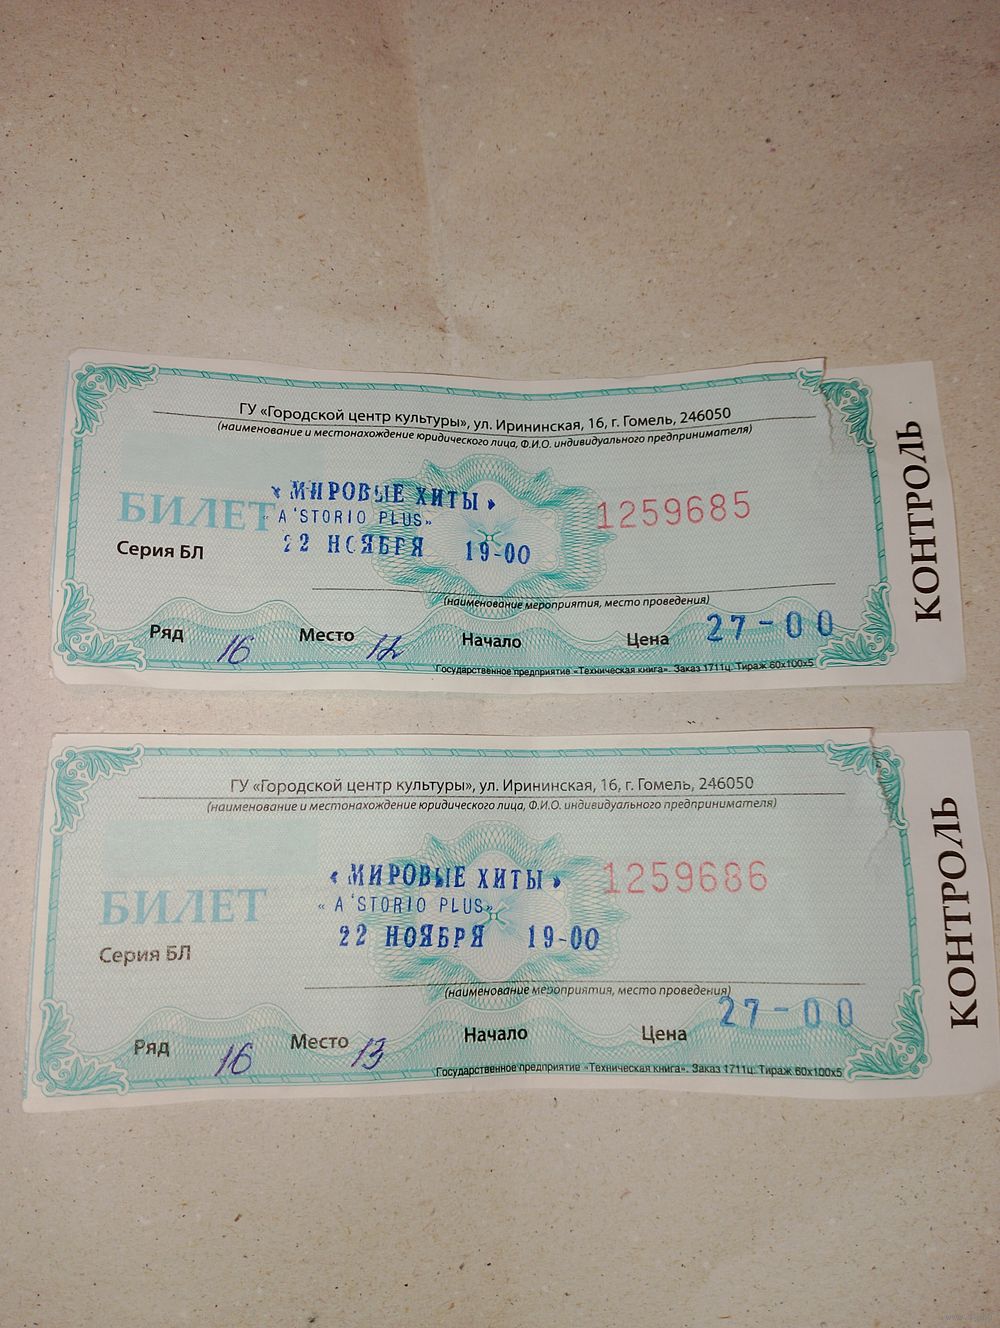 ГУ «Городской центр культуры», ул. Ирининская, 16, г. Гомель, 246050
(наименование и местонахождение юридического лица, Ф.И.О. индивидуального предпринимателя)
«МИРОВЫЕ ХИТЫ»
БИЛЕТ
«A'STORIO PLUS»
1259685
Серия БЛ
22 НОЯБРЯ 19-00
(наименование мероприятия, место проведения)
Ряд 16 Место 12 Начало Цена 27-00
Государственное предприятие «Техническая книга». Заказ 1711ц. Тираж 60х100х5
КОНТРОЛЬ
ГУ «Городской центр культуры», ул. Ирининская, 16, г. Гомель, 246050
(наименование и местонахождение юридического лица, Ф.И.О. индивидуального предпринимателя)
«МИРОВЫЕ ХИТЫ»
1259686
БИЛЕТ
«A'STORIO PLUS»
22 НОЯБРЯ 19-00
Серия БЛ
(наименование мероприятия, место проведения)
Ряд 16 Место 13 Начало Цена 27-00
Государственное предприятие «Техническая книга». Заказ 1711ц. Тираж 60х100х5
КОНТРОЛЬ